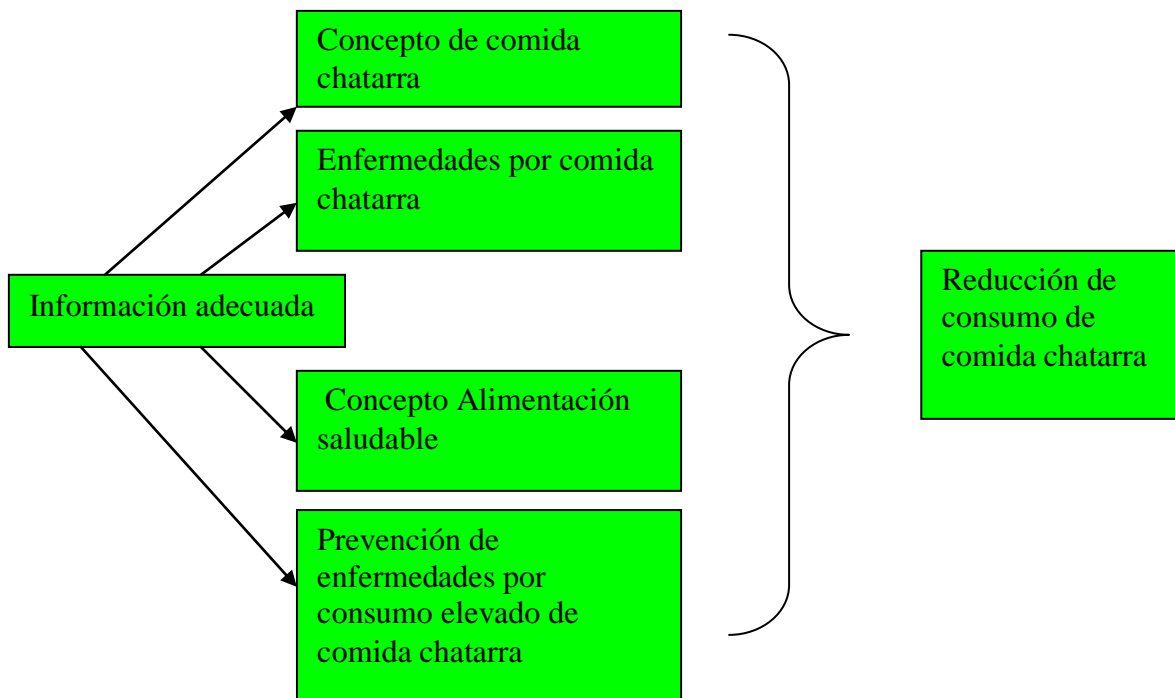 Concepto de comida
chatarra
Enfermedades por comida
chatarra
Información adecuada
Concepto Alimentación
saludable
Prevención de
enfermedades por
consumo elevado de
comida chatarra
Reducción de
consumo de
comida chatarra